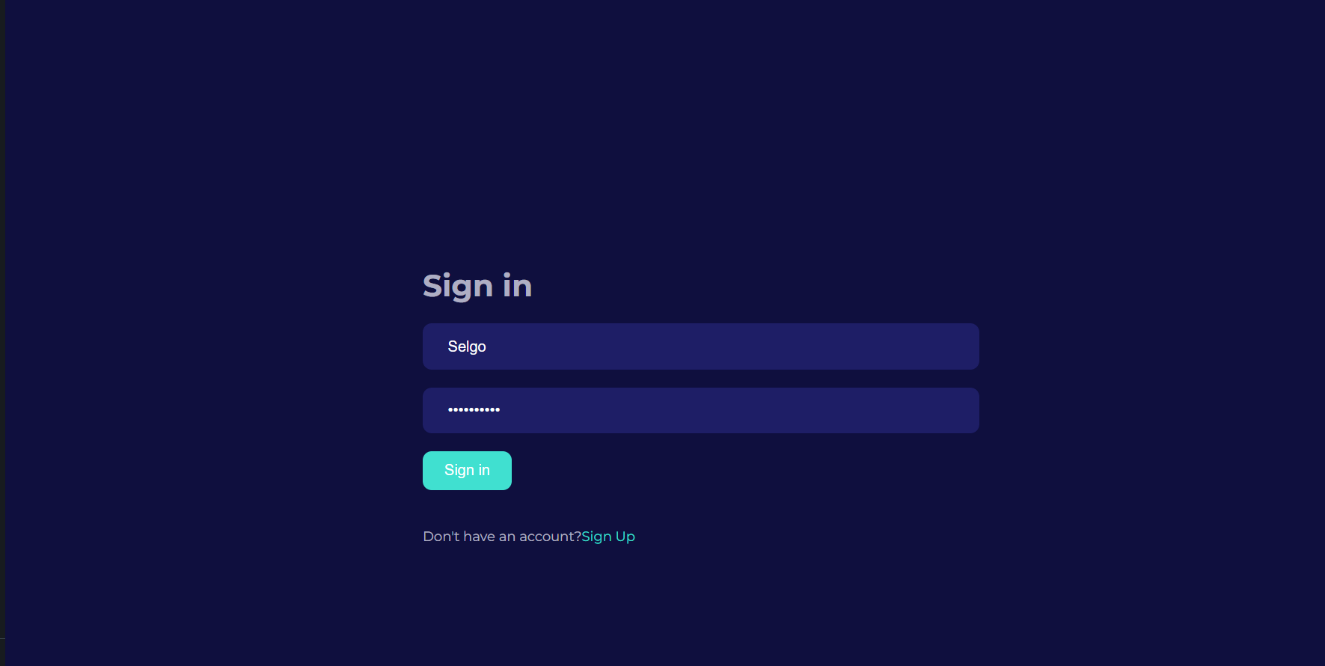 Sign in
Selgo
••••••••••
Sign in
Don't have an account?Sign Up